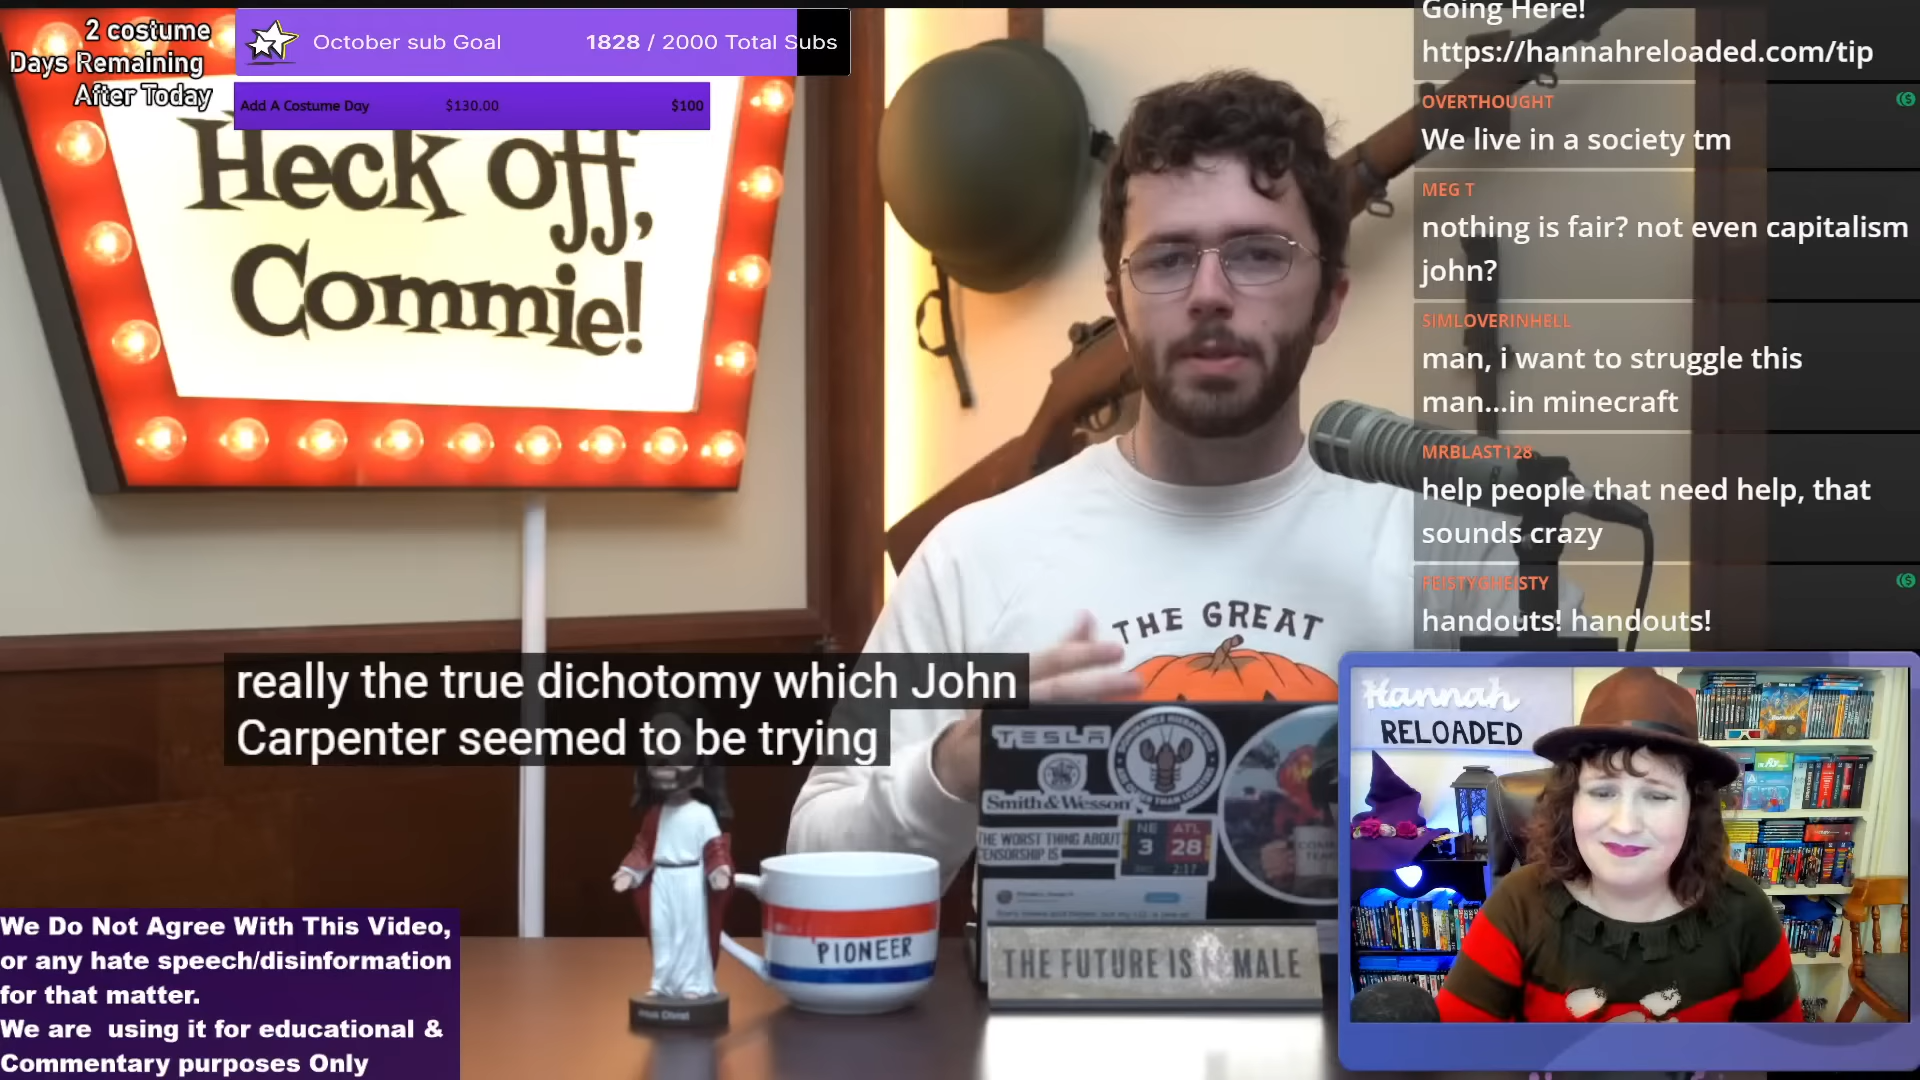 2 costume
Days Remaining
After Today
October sub Goal
1828 / 2000 Total Subs
Add A Costume Day
$130.00
$100
Heck off,
Commie!
Going Here!
https://hannahreloaded.com/tip
OVERTHOUGHT
We live in a society tm
MEG T
nothing is fair? not even capitalism
john?
SIMLOVERINHELL
man, i want to struggle this
man...in minecraft
MRBLAST128
help people that need help, that
sounds crazy
FEISTYGHEISTY
handouts! handouts!
THE GREAT
really the true dichotomy which John
Carpenter seemed to be trying
TESLA
Smith&Wesson
THE WORST THING ABOUT
CENSORSHIP IS
NE ATL
3 28
2:17
PIONEER
THE FUTURE IS MALE
Hannah
RELOADED
We Do Not Agree With This Video,
or any hate speech/disinformation
for that matter.
We are using it for educational &
Commentary purposes Only